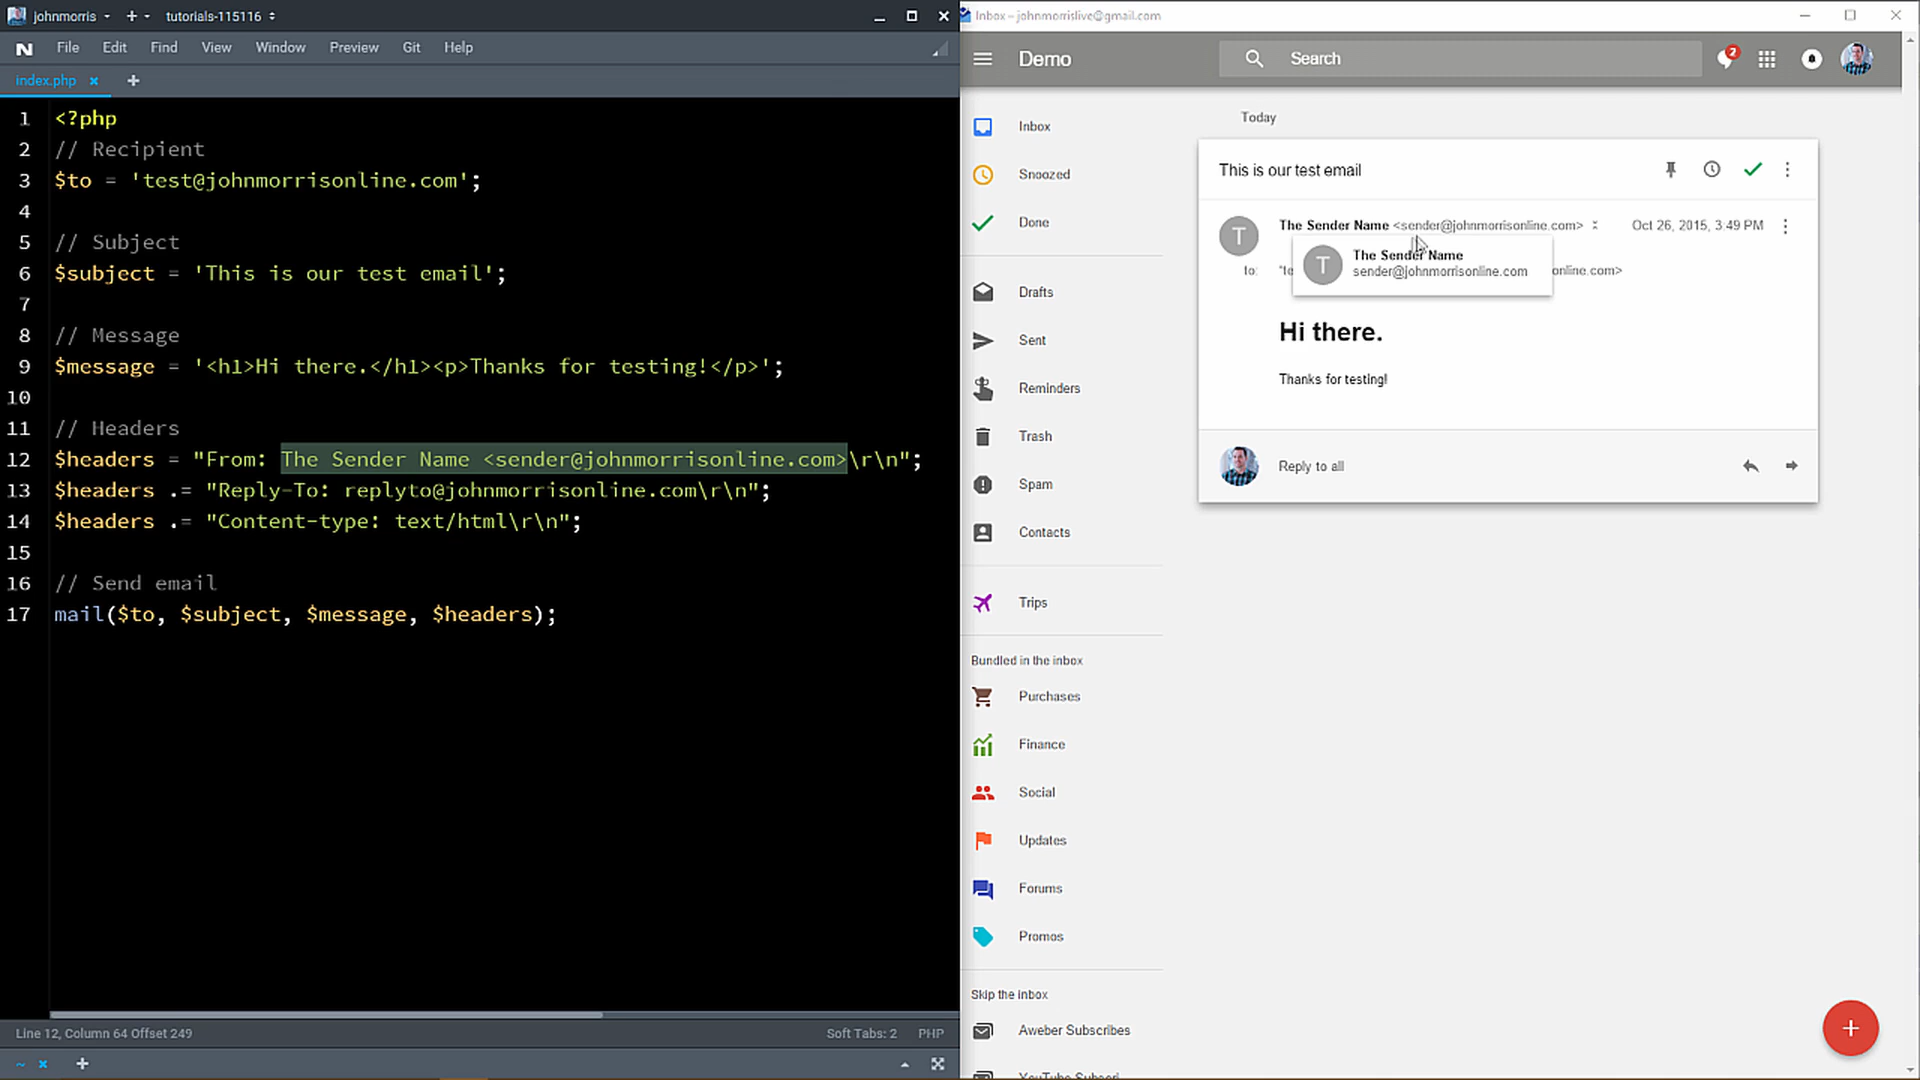 johnmorris
tutorials-115116
File Edit Find View Window Preview Git Help
index.php
1 <?php
2 // Recipient
3 $to = 'test@johnmorrisonline.com';
4
5 // Subject
6 $subject = 'This is our test email';
7
8 // Message
9 $message = '<h1>Hi there.</h1><p>Thanks for testing!</p>';
10
11 // Headers
12 $headers = "From: The Sender Name <sender@johnmorrisonline.com>\r\n";
13 $headers .= "Reply-To: replyto@johnmorrisonline.com\r\n";
14 $headers .= "Content-type: text/html\r\n";
15
16 // Send email
17 mail($to, $subject, $message, $headers);
Line 12, Column 64 Offset 249
Soft Tabs: 2 PHP
Inbox – johnmorrislive@gmail.com
Demo
Search
2
Inbox
Snoozed
Done
Drafts
Sent
Reminders
Trash
Spam
Contacts
Trips
Bundled in the inbox
Purchases
Finance
Social
Updates
Forums
Promos
Skip the inbox
Aweber Subscribes
YouTube Subscri
Today
This is our test email
T
The Sender Name <sender@johnmorrisonline.com>
Oct 26, 2015, 3:49 PM
T
The Sender Name
sender@johnmorrisonline.com
to: "te
online.com>
Hi there.
Thanks for testing!
Reply to all